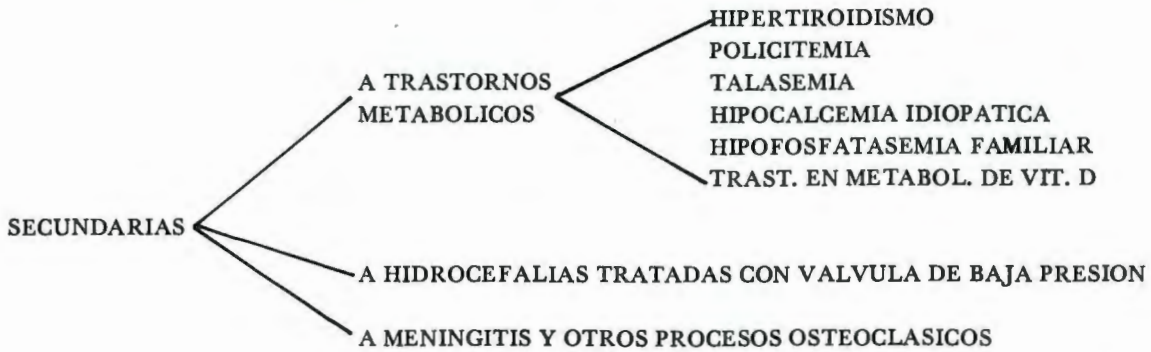 SECUNDARIAS
A TRASTORNOS
METABOLICOS
HIPERTIROIDISMO
POLICITEMIA
TALASEMIA
HIPOCALCEMIA IDIOPATICA
HIPOFOSFATASEMIA FAMILIAR
TRAST. EN METABOL. DE VIT. D
A HIDROCEFALIAS TRATADAS CON VALVULA DE BAJA PRESION
A MENINGITIS Y OTROS PROCESOS OSTEOCLASICOS